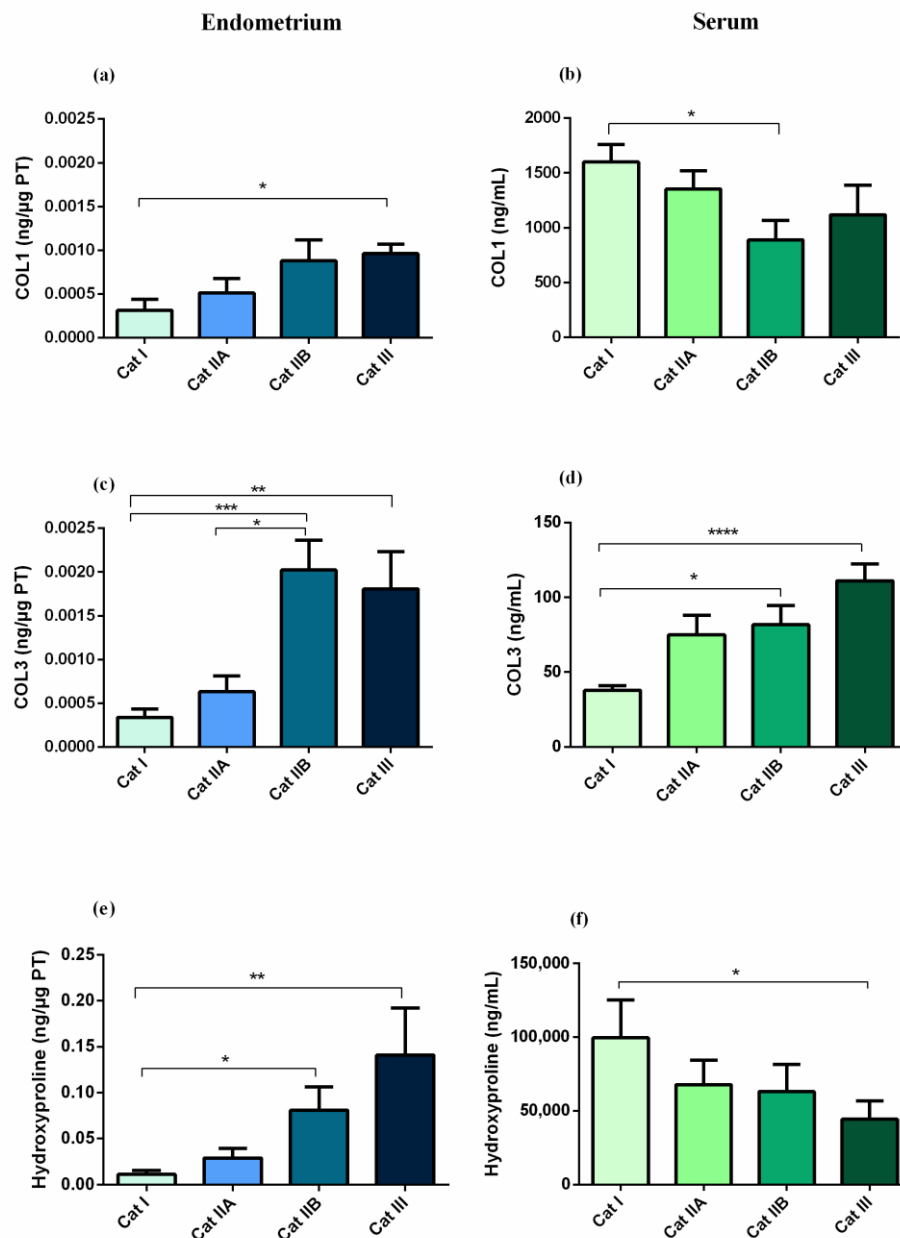 Endometrium
Serum
(a)
COL1 (ng/µg PT)
0.0025
0.0020
0.0015
0.0010
0.0005
0.0000
*
Cat I
Cat IIA
Cat IIB
Cat III
(b)
COL1 (ng/mL)
2000
1500
1000
500
0
*
Cat I
Cat IIA
Cat IIB
Cat III
(c)
COL3 (ng/µg PT)
0.0025
0.0020
0.0015
0.0010
0.0005
0.0000
**
***
*
Cat I
Cat IIA
Cat IIB
Cat III
(d)
COL3 (ng/mL)
150
100
50
0
****
*
Cat I
Cat IIA
Cat IIB
Cat III
(e)
Hydroxyproline (ng/µg PT)
0.25
0.20
0.15
0.10
0.05
0.00
**
*
Cat I
Cat IIA
Cat IIB
Cat III
(f)
Hydroxyproline (ng/mL)
150,000
100,000
50,000
0
*
Cat I
Cat IIA
Cat IIB
Cat III